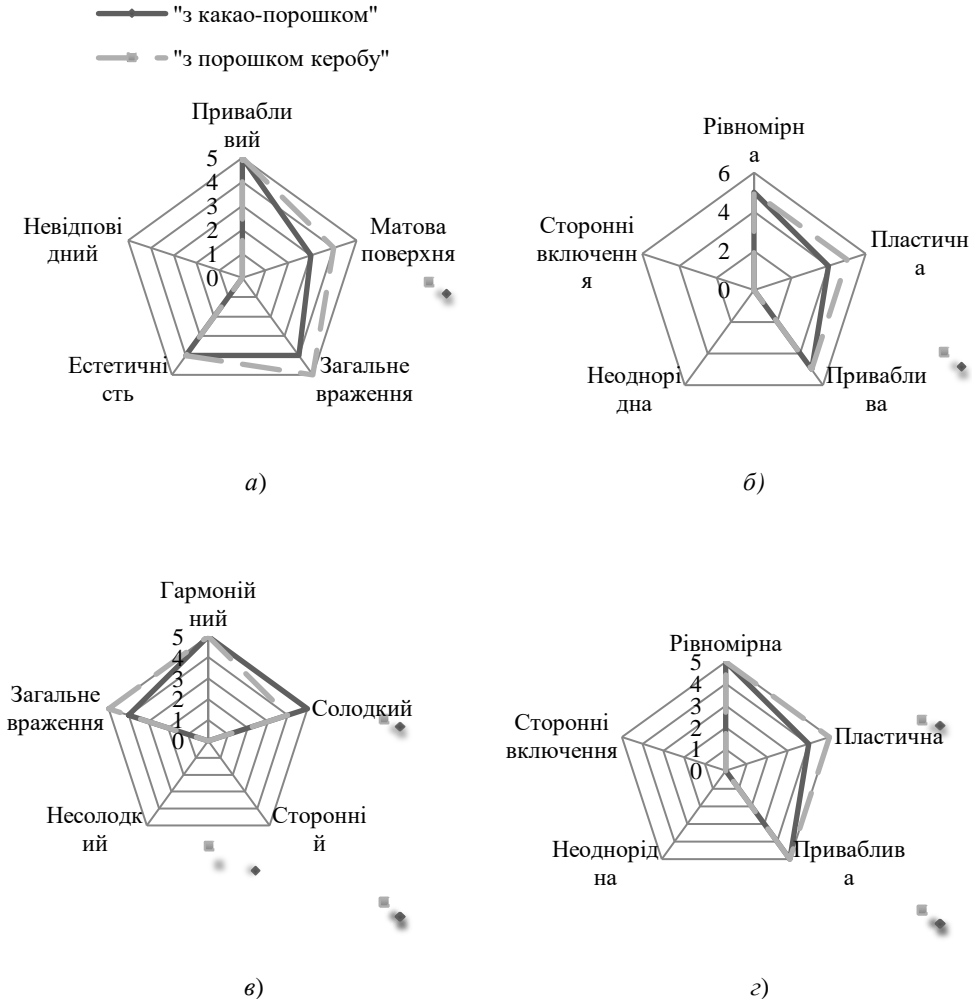 "з какао-порошком"
"з порошком керобу"
Привабли
вий
5
4
3
2
1
0
Матова
поверхня
Загальне
враження
Естетичні
сть
Невідпові
дний
а)
Рівномірн
а
6
4
2
0
Пластичн
а
Привабли
ва
Неоднорі
дна
Сторонні
включенн
я
б)
Гармоній
ний
5
4
3
2
1
0
Солодкий
Сторонні
й
Несолодк
ий
Загальне
враження
в)
Рівномірна
5
4
3
2
1
0
Пластична
Приваблив
а
Неоднорід
на
Сторонні
включення
г)